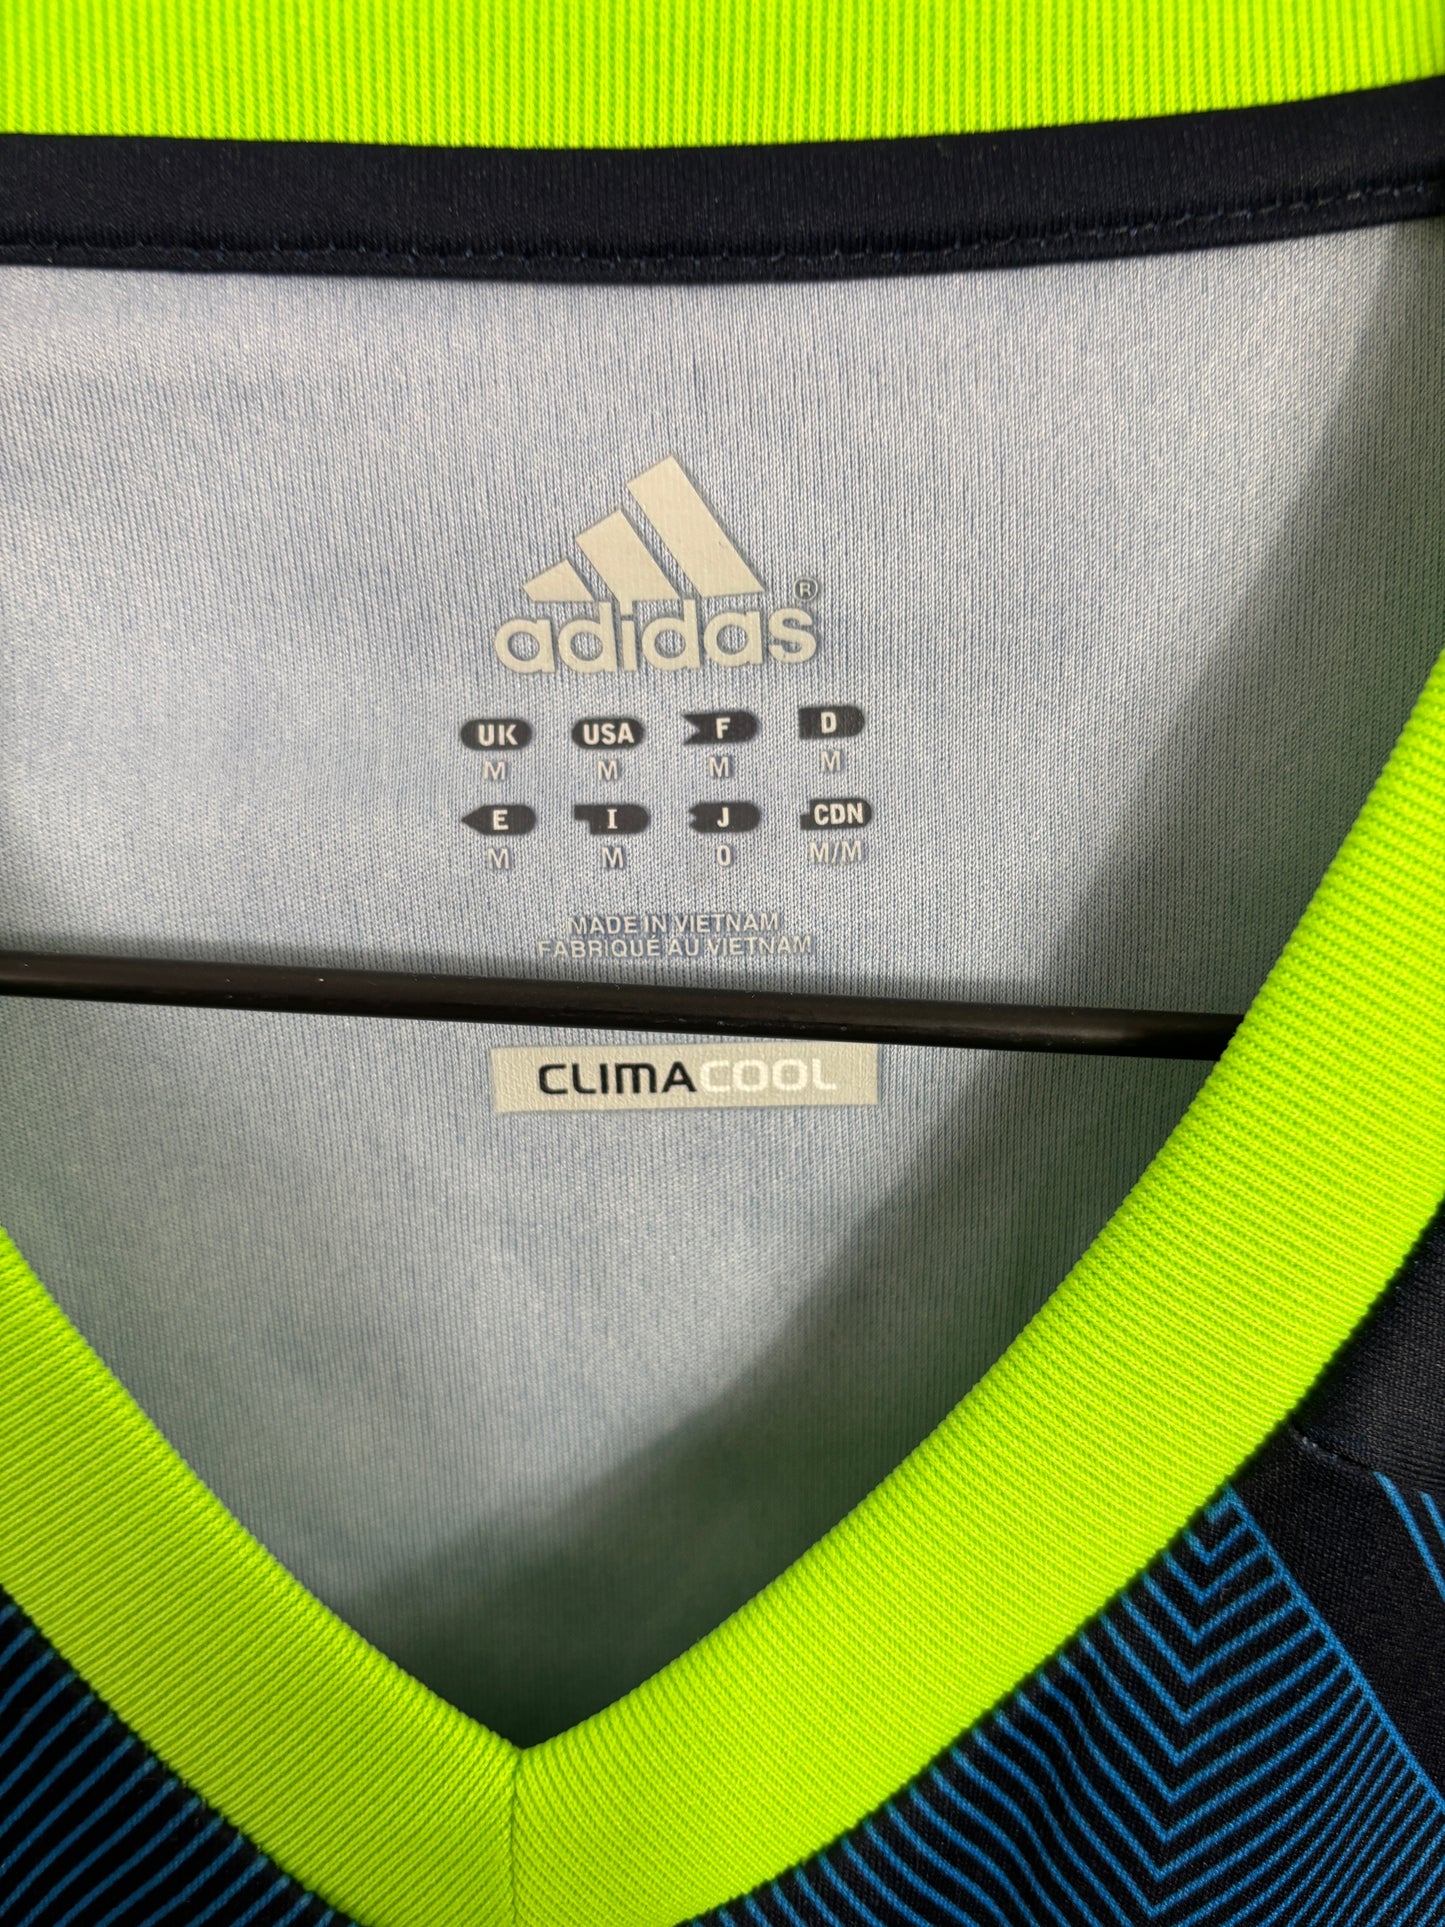 adidas®
UK USA F D
M M M M
E I J CDN
M M O M/M
MADE IN VIETNAM
FABRIQUÉ AU VIETNAM
CLIMACOOL